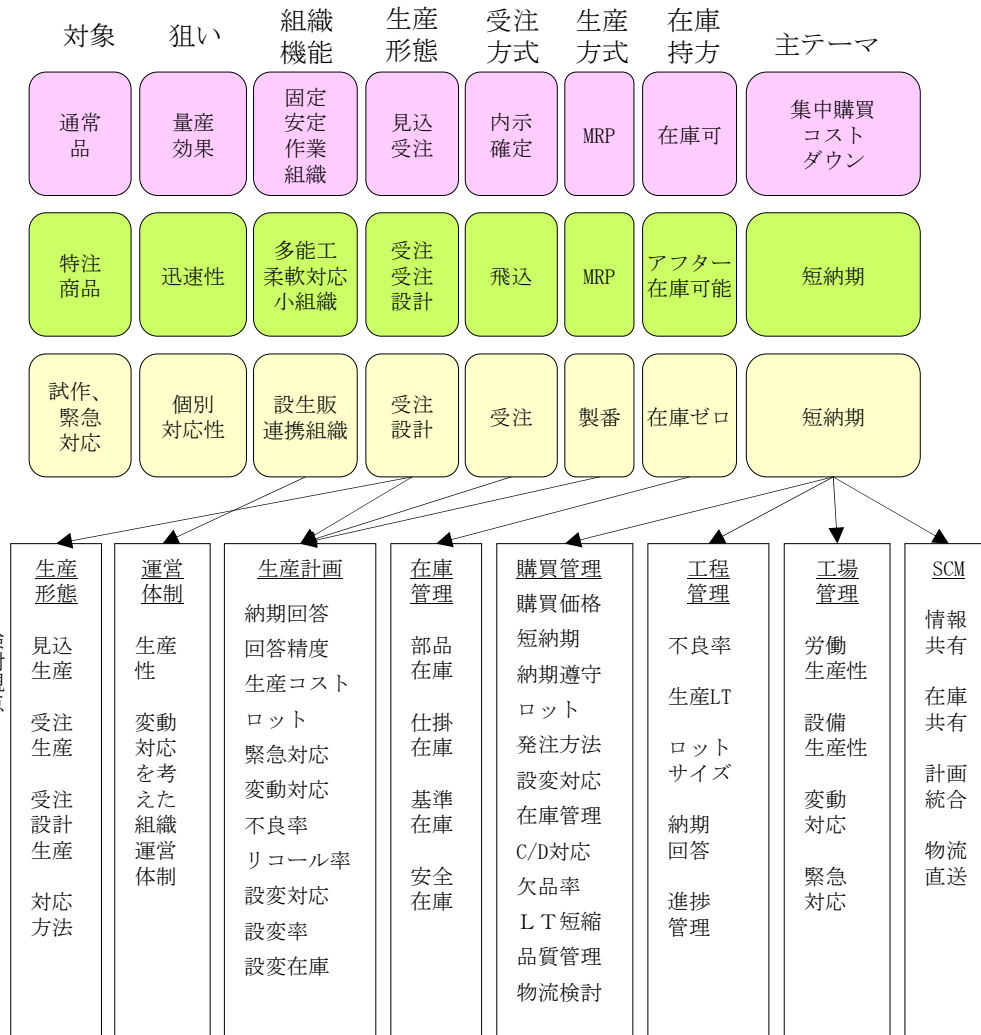 対象
狙い
組織
機能
生産
形態
受注
方式
生産
方式
在庫
持方
主テーマ
通常
品
量産
効果
固定
安定
作業
組織
見込
受注
内示
確定
MRP
在庫可
集中購買
コスト
ダウン
特注
商品
迅速性
多能工
柔軟対応
小組織
受注
受注
設計
飛込
MRP
アフター
在庫可能
短納期
試作、
緊急
対応
個別
対応性
設生販
連携組織
受注
設計
受注
製番
在庫ゼロ
短納期
生産
形態
見込
生産
受注
生産
受注
設計
生産
対応
方法
運営
体制
生産
性
変動
対応
を考
えた
組織
運営
体制
生産計画
納期回答
回答精度
生産コスト
ロット
緊急対応
変動対応
不良率
リコール率
設変対応
設変率
設変在庫
在庫
管理
部品
在庫
仕掛
在庫
基準
在庫
安全
在庫
購買管理
購買価格
短納期
納期遵守
ロット
発注方法
設変対応
在庫管理
C/D対応
欠品率
ＬＴ短縮
品質管理
物流検討
工程
管理
不良率
生産LT
ロット
サイズ
納期
回答
進捗
管理
工場
管理
労働
生産性
設備
生産性
変動
対応
緊急
対応
SCM
情報
共有
在庫
共有
計画
統合
物流
直送